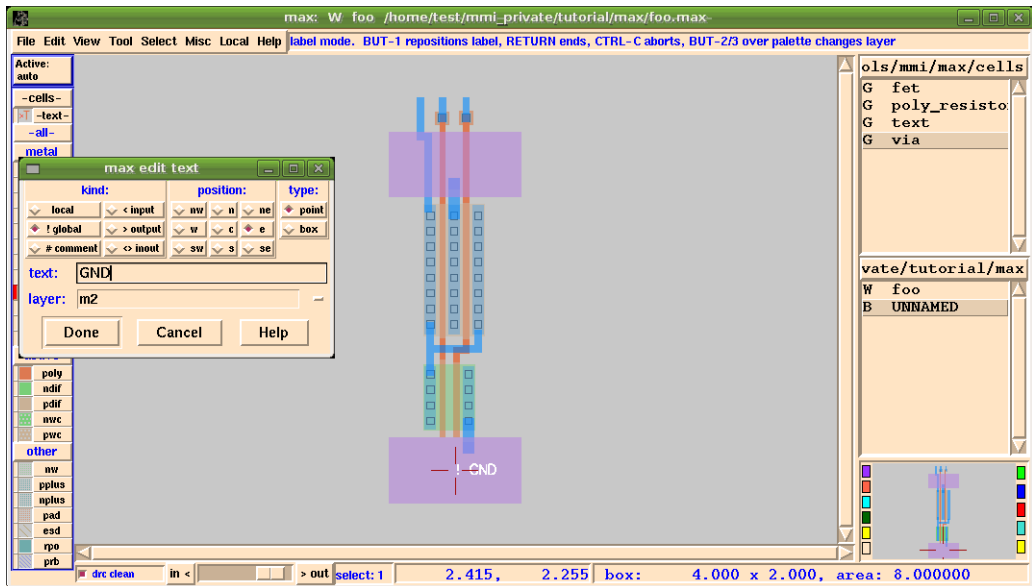 max: W foo /home/test/mmi_private/tutorial/max/foo.max
File Edit View Tool Select Misc Local Help
label mode. BUT-1 repositions label, RETURN ends, CTRL-C aborts, BUT-2/3 over palette changes layer
Active:
auto
-cells-
-text-
-all-
metal
max edit text
kind: position: type:
local < input nw n ne point
! global > output w c e box
# comment <> inout sw s se
text: GND
layer: m2
Done Cancel Help
poly
ndif
pdif
nwc
pwc
other
nw
pplus
nplus
pad
esd
rpo
prb
! GND
ols/mmi/max/cells
G fet
G poly_resisto
G text
G via
vate/tutorial/max
W foo
B UNNAMED
drc clean in < > out select: 1 2.415, 2.255 box: 4.000 x 2.000, area: 8.000000